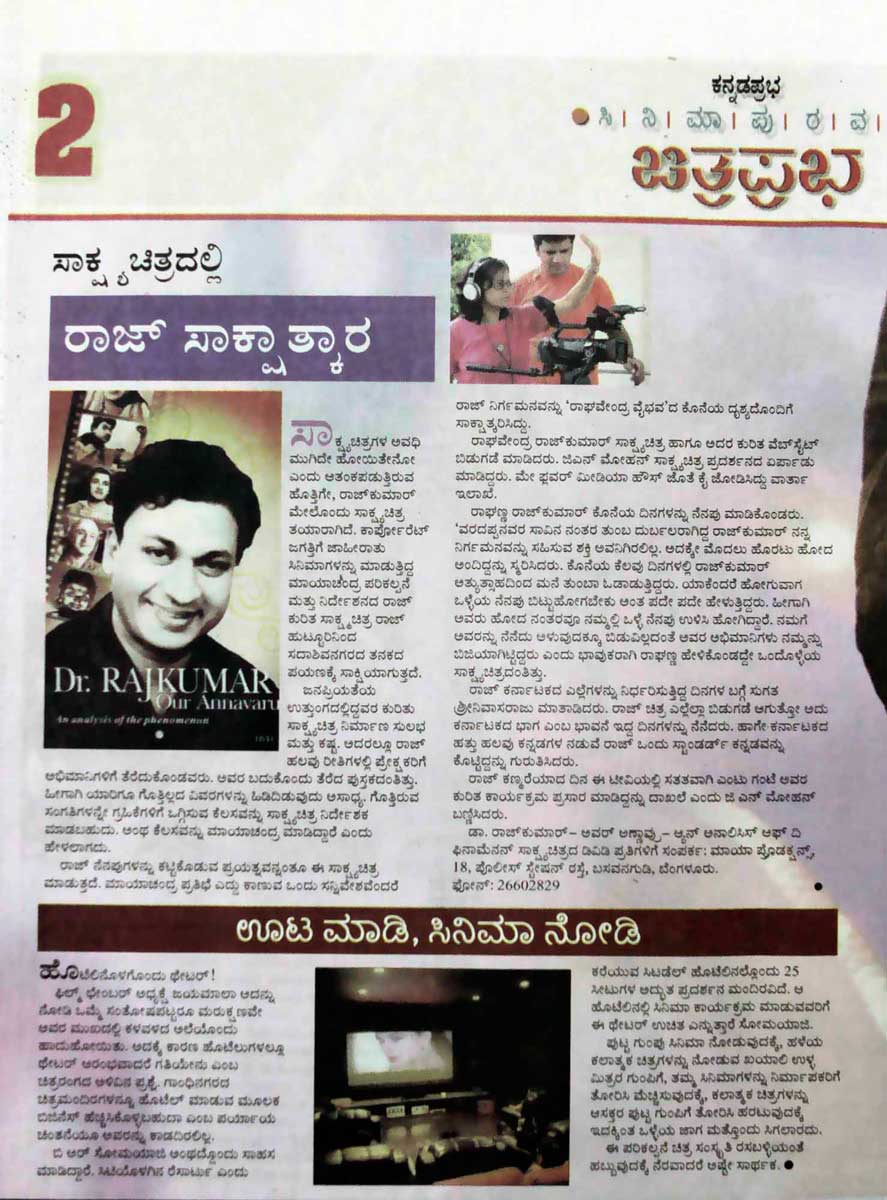 2
ಕನ್ನಡಪ್ರಭ
ಸಿ। ನಿ। ಮಾ। ಪು। ರ। ವ
ಚಿತ್ರಪ್ರಭ
ಸಾಕ್ಷ್ಯಚಿತ್ರದಲ್ಲಿ
ರಾಜ್ ಸಾಕ್ಷಾತ್ಕಾರ
Dr. RAJKUMAR
Our Annavaru
An analysis of the phenomenon
ಸಾಕ್ಷ್ಯಚಿತ್ರಗಳ ಅವಧಿ
ಮುಗಿದೇ ಹೋಯಿತೇನೋ
ಎಂದು ಆತಂಕಪಡುತ್ತಿರುವ
ಹೊತ್ತಿಗೇ, ರಾಜ್‌ಕುಮಾರ್
ಮೇಲೊಂದು ಸಾಕ್ಷ್ಯಚಿತ್ರ
ತಯಾರಾಗಿದೆ. ಕಾರ್ಪೊರೆಟ್
ಜಗತ್ತಿಗೆ ಜಾಹೀರಾತು
ಸಿನಿಮಾಗಳನ್ನು ಮಾಡುತ್ತಿದ್ದ
ಮಾಯಾಚಂದ್ರ ಪರಿಕಲ್ಪನೆ
ಮತ್ತು ನಿರ್ದೇಶನದ ರಾಜ್
ಕುರಿತ ಸಾಕ್ಷ್ಯಚಿತ್ರ ರಾಜ್
ಹುಟ್ಟೂರಿನಿಂದ
ಸದಾಶಿವನಗರದ ತನಕದ
ಪಯಣಕ್ಕೆ ಸಾಕ್ಷಿಯಾಗುತ್ತದೆ.
ಜನಪ್ರಿಯತೆಯ
ಉತ್ತುಂಗದಲ್ಲಿದ್ದವರ ಕುರಿತು
ಸಾಕ್ಷ್ಯಚಿತ್ರ ನಿರ್ಮಾಣ ಸುಲಭ
ಮತ್ತು ಕಷ್ಟ. ಅದರಲ್ಲೂ ರಾಜ್
ಹಲವು ರೀತಿಗಳಲ್ಲಿ ಪ್ರೇಕ್ಷಕರಿಗೆ
ಅಭಿಮಾನಿಗಳಿಗೆ ತೆರೆದುಕೊಂಡವರು. ಅವರ ಬದುಕೊಂದು ತೆರೆದ ಪುಸ್ತಕದಂತಿತ್ತು.
ಹೀಗಾಗಿ ಯಾರಿಗೂ ಗೊತ್ತಿಲ್ಲದ ವಿವರಗಳನ್ನು ಹಿಡಿದಿಡುವುದು ಅಸಾಧ್ಯ. ಗೊತ್ತಿರುವ
ಸಂಗತಿಗಳನ್ನೇ ಗ್ರಹಿಕೆಗಳಿಗೆ ಒಗ್ಗಿಸುವ ಕೆಲಸವನ್ನು ಸಾಕ್ಷ್ಯಚಿತ್ರ ನಿರ್ದೇಶಕ
ಮಾಡಬಹುದು. ಅಂಥ ಕೆಲಸವನ್ನು ಮಾಯಾಚಂದ್ರ ಮಾಡಿದ್ದಾರೆ ಎಂದು
ಹೇಳಲಾಗದು.
ರಾಜ್ ನೆನಪುಗಳನ್ನು ಕಟ್ಟಿಕೊಡುವ ಪ್ರಯತ್ನವನ್ನಂತೂ ಈ ಸಾಕ್ಷ್ಯಚಿತ್ರ
ಮಾಡುತ್ತದೆ. ಮಾಯಾಚಂದ್ರ ಪ್ರತಿಭೆ ಎದ್ದು ಕಾಣುವ ಒಂದು ಸನ್ನಿವೇಶವೆಂದರೆ
ರಾಜ್ ನಿರ್ಗಮನವನ್ನು 'ರಾಘವೇಂದ್ರ ವೈಭವ'ದ ಕೊನೆಯ ದೃಶ್ಯದೊಂದಿಗೆ
ಸಾಕ್ಷಾತ್ಕರಿಸಿದ್ದು.
ರಾಘವೇಂದ್ರ ರಾಜ್‌ಕುಮಾರ್ ಸಾಕ್ಷ್ಯಚಿತ್ರ ಹಾಗೂ ಅದರ ಕುರಿತ ವೆಬ್‌ಸೈಟ್
ಬಿಡುಗಡೆ ಮಾಡಿದರು. ಜಿಎನ್ ಮೋಹನ್ ಸಾಕ್ಷ್ಯಚಿತ್ರ ಪ್ರದರ್ಶನದ ಏರ್ಪಾಡು
ಮಾಡಿದ್ದರು. ಮೇ ಫ್ಲವರ್ ಮೀಡಿಯಾ ಹೌಸ್ ಜೊತೆ ಕೈ ಜೋಡಿಸಿದ್ದು ವಾರ್ತಾ
ಇಲಾಖೆ.
ರಾಘಣ್ಣ ರಾಜ್‌ಕುಮಾರ್ ಕೊನೆಯ ದಿನಗಳನ್ನು ನೆನಪು ಮಾಡಿಕೊಂಡರು.
'ವರದಪ್ಪನವರ ಸಾವಿನ ನಂತರ ತುಂಬ ದುರ್ಬಲರಾಗಿದ್ದ ರಾಜ್‌ಕುಮಾರ್ ನನ್ನ
ನಿರ್ಗಮನವನ್ನು ಸಹಿಸುವ ಶಕ್ತಿ ಅವನಿಗಿರಲಿಲ್ಲ. ಅದಕ್ಕೇ ಮೊದಲು ಹೊರಟು ಹೋದ
ಅಂದಿದ್ದನ್ನು ಸ್ಮರಿಸಿದರು. ಕೊನೆಯ ಕೆಲವು ದಿನಗಳಲ್ಲಿ ರಾಜ್‌ಕುಮಾರ್
ಅತ್ಯುತ್ಸಾಹದಿಂದ ಮನೆ ತುಂಬಾ ಓಡಾಡುತ್ತಿದ್ದರು. ಯಾಕೆಂದರೆ ಹೋಗುವಾಗ
ಒಳ್ಳೆಯ ನೆನಪು ಬಿಟ್ಟುಹೋಗಬೇಕು ಅಂತ ಪದೇ ಪದೇ ಹೇಳುತ್ತಿದ್ದರು. ಹೀಗಾಗಿ
ಅವರು ಹೋದ ನಂತರವೂ ನಮ್ಮಲ್ಲಿ ಒಳ್ಳೆ ನೆನಪು ಉಳಿಸಿ ಹೋಗಿದ್ದಾರೆ. ನಮಗೆ
ಅವರನ್ನು ನೆನೆದು ಅಳುವುದಕ್ಕೂ ಬಿಡುವಿಲ್ಲದಂತೆ ಅವರ ಅಭಿಮಾನಿಗಳು ನಮ್ಮನ್ನು
ಬಿಜಿಯಾಗಿಟ್ಟಿದ್ದರು ಎಂದು ಭಾವುಕರಾಗಿ ರಾಘಣ್ಣ ಹೇಳಿಕೊಂಡದ್ದೇ ಒಂದೊಳ್ಳೆಯ
ಸಾಕ್ಷ್ಯಚಿತ್ರದಂತಿತ್ತು.
ರಾಜ್ ಕರ್ನಾಟಕದ ಎಲ್ಲೆಗಳನ್ನು ನಿರ್ಧರಿಸುತ್ತಿದ್ದ ದಿನಗಳ ಬಗ್ಗೆ ಸುಗತ
ಶ್ರೀನಿವಾಸರಾಜು ಮಾತಾಡಿದರು. ರಾಜ್ ಚಿತ್ರ ಎಲ್ಲೆಲ್ಲಾ ಬಿಡುಗಡೆ ಆಗುತ್ತೋ ಅದು
ಕರ್ನಾಟಕದ ಭಾಗ ಎಂಬ ಭಾವನೆ ಇದ್ದ ದಿನಗಳನ್ನು ನೆನೆದರು. ಹಾಗೇ ಕರ್ನಾಟಕದ
ಹತ್ತು ಹಲವು ಕನ್ನಡಗಳ ನಡುವೆ ರಾಜ್ ಒಂದು ಸ್ಟಾಂಡರ್ಡ್ ಕನ್ನಡವನ್ನು
ಕೊಟ್ಟಿದ್ದನ್ನು ಗುರುತಿಸಿದರು.
ರಾಜ್ ಕಣ್ಮರೆಯಾದ ದಿನ ಈ ಟೀವಿಯಲ್ಲಿ ಸತತವಾಗಿ ಎಂಟು ಗಂಟೆ ಅವರ
ಕುರಿತ ಕಾರ್ಯಕ್ರಮ ಪ್ರಸಾರ ಮಾಡಿದ್ದನ್ನು ದಾಖಲೆ ಎಂದು ಜಿ ಎನ್ ಮೋಹನ್
ಬಣ್ಣಿಸಿದರು.
ಡಾ. ರಾಜ್‌ಕುಮಾರ್– ಅವರ್ ಅಣ್ಣಾವ್ರು– ಆ್ಯನ್ ಅನಾಲಿಸಿಸ್ ಆಫ್ ದಿ
ಫಿನಾಮೆನನ್ ಸಾಕ್ಷ್ಯಚಿತ್ರದ ಡಿವಿಡಿ ಪ್ರತಿಗಳಿಗೆ ಸಂಪರ್ಕ: ಮಾಯಾ ಪ್ರೊಡಕ್ಷನ್ಸ್,
18, ಪೊಲೀಸ್ ಸ್ಟೇಷನ್ ರಸ್ತೆ, ಬಸವನಗುಡಿ, ಬೆಂಗಳೂರು.
ಫೋನ್: 26602829
ಊಟ ಮಾಡಿ, ಸಿನಿಮಾ ನೋಡಿ
ಹೊಟೆಲಿನೊಳಗೊಂದು ಥೇಟರ್!
ಫಿಲ್ಮ್ ಛೇಂಬರ್ ಅಧ್ಯಕ್ಷೆ ಜಯಮಾಲಾ ಅದನ್ನು
ನೋಡಿ ಒಮ್ಮೆ ಸಂತೋಷಪಟ್ಟರೂ ಮರುಕ್ಷಣವೇ
ಅವರ ಮುಖದಲ್ಲಿ ಕಳವಳದ ಅಲೆಯೊಂದು
ಹಾದುಹೋಯಿತು. ಅದಕ್ಕೆ ಕಾರಣ ಹೊಟೆಲುಗಳಲ್ಲೂ
ಥೇಟರ್ ಆರಂಭವಾದರೆ ಗತಿಯೇನು ಎಂಬ
ಚಿತ್ರರಂಗದ ಅಳಿವಿನ ಪ್ರಶ್ನೆ. ಗಾಂಧಿನಗರದ
ಚಿತ್ರಮಂದಿರಗಳನ್ನೂ ಹೊಟೆಲ್ ಮಾಡುವ ಮೂಲಕ
ಬಿಜಿನೆಸ್ ಹೆಚ್ಚಿಸಿಕೊಳ್ಳಬಹುದಾ ಎಂಬ ಪರ್ಯಾಯ
ಚಿಂತನೆಯೂ ಅವರನ್ನು ಕಾಡದಿರಲಿಲ್ಲ.
ಬಿ ಆರ್ ಸೋಮಯಾಜಿ ಅಂಥದ್ದೊಂದು ಸಾಹಸ
ಮಾಡಿದ್ದಾರೆ. ಸಿಟಿಯೊಳಗಿನ ರೆಸಾರ್ಟು ಎಂದು
ಕರೆಯುವ ಸಿಟಡೆಲ್ ಹೊಟೆಲಿನಲ್ಲೊಂದು 25
ಸೀಟುಗಳ ಅದ್ಭುತ ಪ್ರದರ್ಶನ ಮಂದಿರವಿದೆ. ಆ
ಹೊಟೆಲಿನಲ್ಲಿ ಸಿನಿಮಾ ಕಾರ್ಯಕ್ರಮ ಮಾಡುವವರಿಗೆ
ಈ ಥೇಟರ್ ಉಚಿತ ಎನ್ನುತ್ತಾರೆ ಸೋಮಯಾಜಿ.
ಪುಟ್ಟ ಗುಂಪು ಸಿನಿಮಾ ನೋಡುವುದಕ್ಕೆ, ಹಳೆಯ
ಕಲಾತ್ಮಕ ಚಿತ್ರಗಳನ್ನು ನೋಡುವ ಖಯಾಲಿ ಉಳ್ಳ
ಮಿತ್ರರ ಗುಂಪಿಗೆ, ತಮ್ಮ ಸಿನಿಮಾಗಳನ್ನು ನಿರ್ಮಾಪಕರಿಗೆ
ತೋರಿಸಿ ಮೆಚ್ಚಿಸುವುದಕ್ಕೆ, ಕಲಾತ್ಮಕ ಚಿತ್ರಗಳನ್ನು
ಆಸಕ್ತರ ಪುಟ್ಟ ಗುಂಪಿಗೆ ತೋರಿಸಿ ಹರಟುವುದಕ್ಕೆ
ಇದಕ್ಕಿಂತ ಒಳ್ಳೆಯ ಜಾಗ ಮತ್ತೊಂದು ಸಿಗಲಾರದು.
ಈ ಪರಿಕಲ್ಪನೆ ಚಿತ್ರ ಸಂಸ್ಕೃತಿ ರಸಬಳ್ಳಿಯಂತೆ
ಹಬ್ಬುವುದಕ್ಕೆ ನೆರವಾದರೆ ಅಷ್ಟೇ ಸಾರ್ಥಕ.